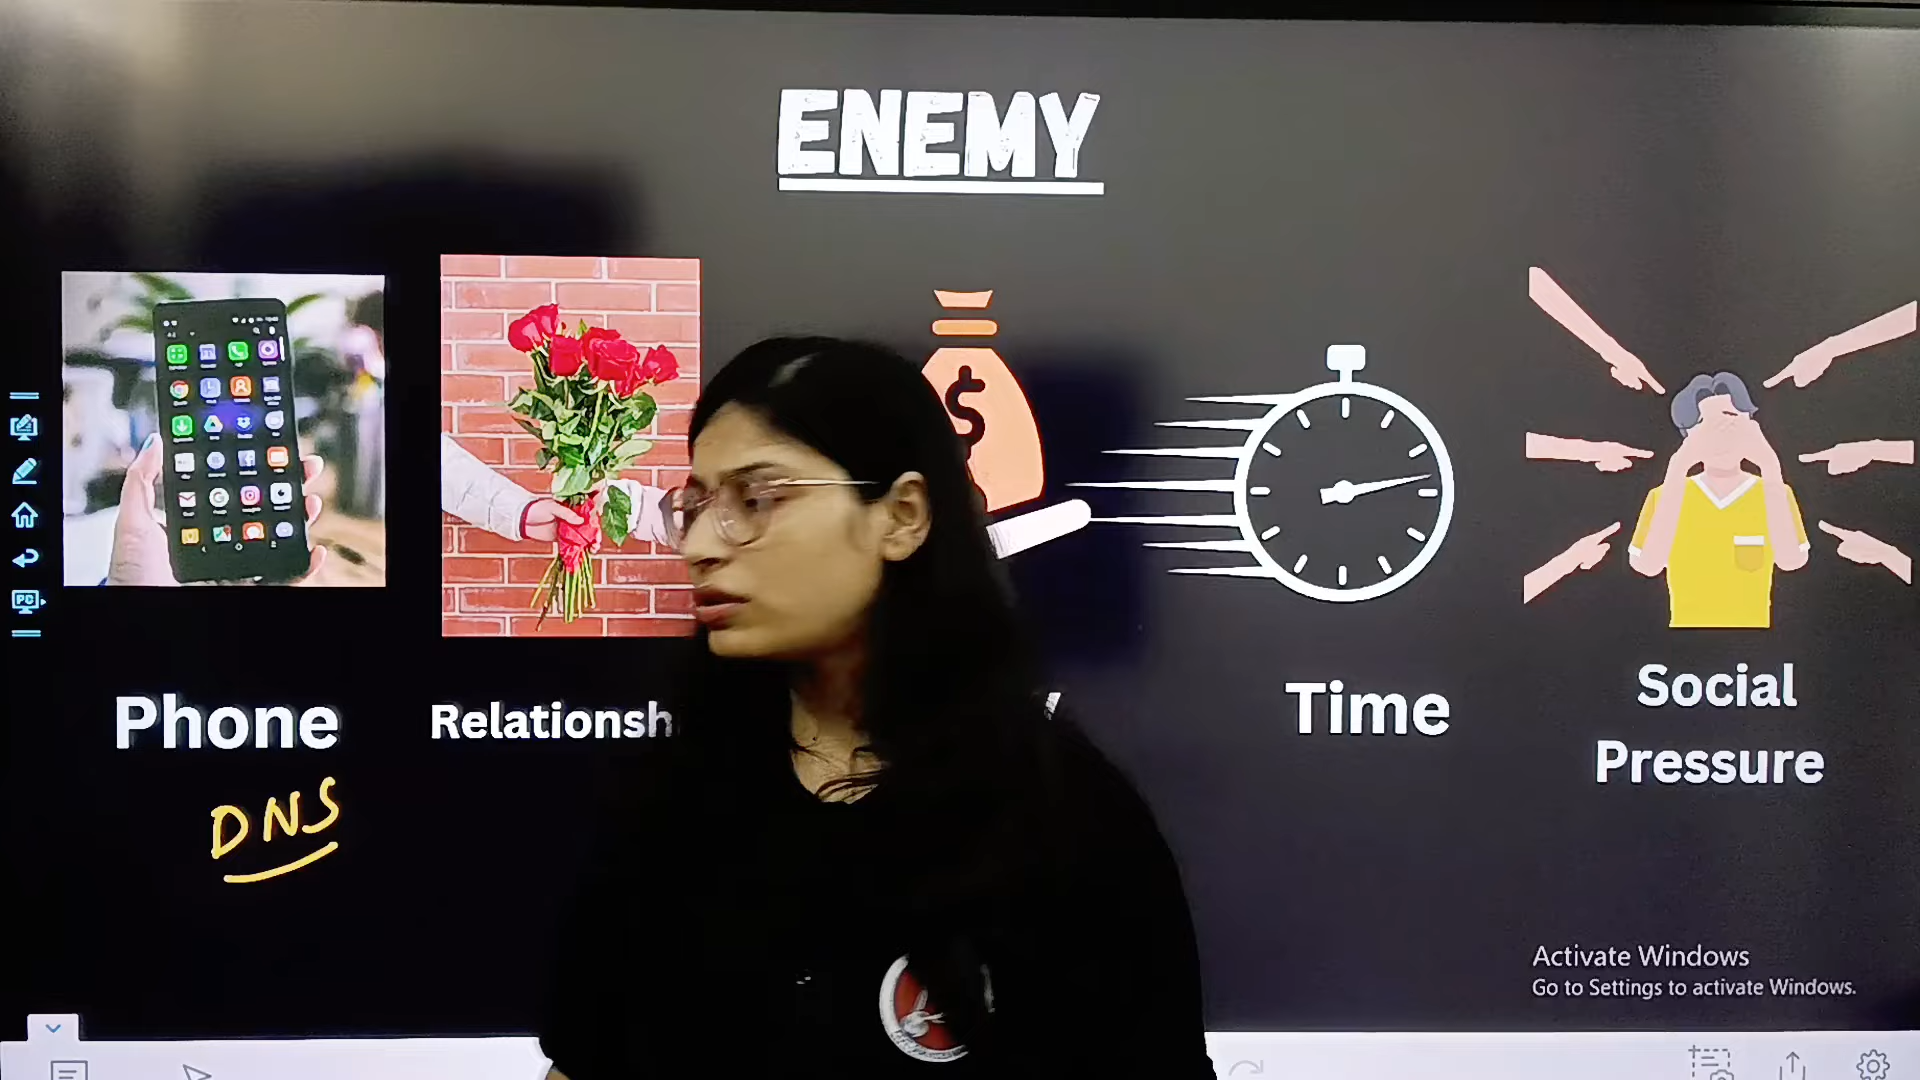 ENEMY
Phone
Relationsh
Time
Social
Pressure
DNS
Activate Windows
Go to Settings to activate Windows.